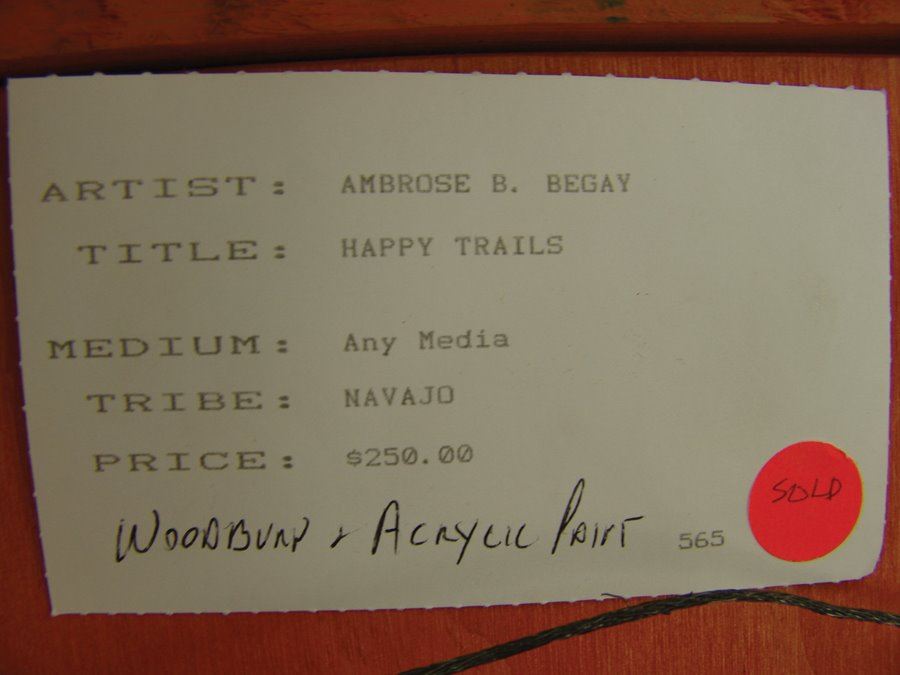 ARTIST: AMBROSE B. BEGAY
TITLE: HAPPY TRAILS
MEDIUM: Any Media
TRIBE: NAVAJO
PRICE: $250.00
SOLD
WOODBURN + ACRYLIC PAINT 565